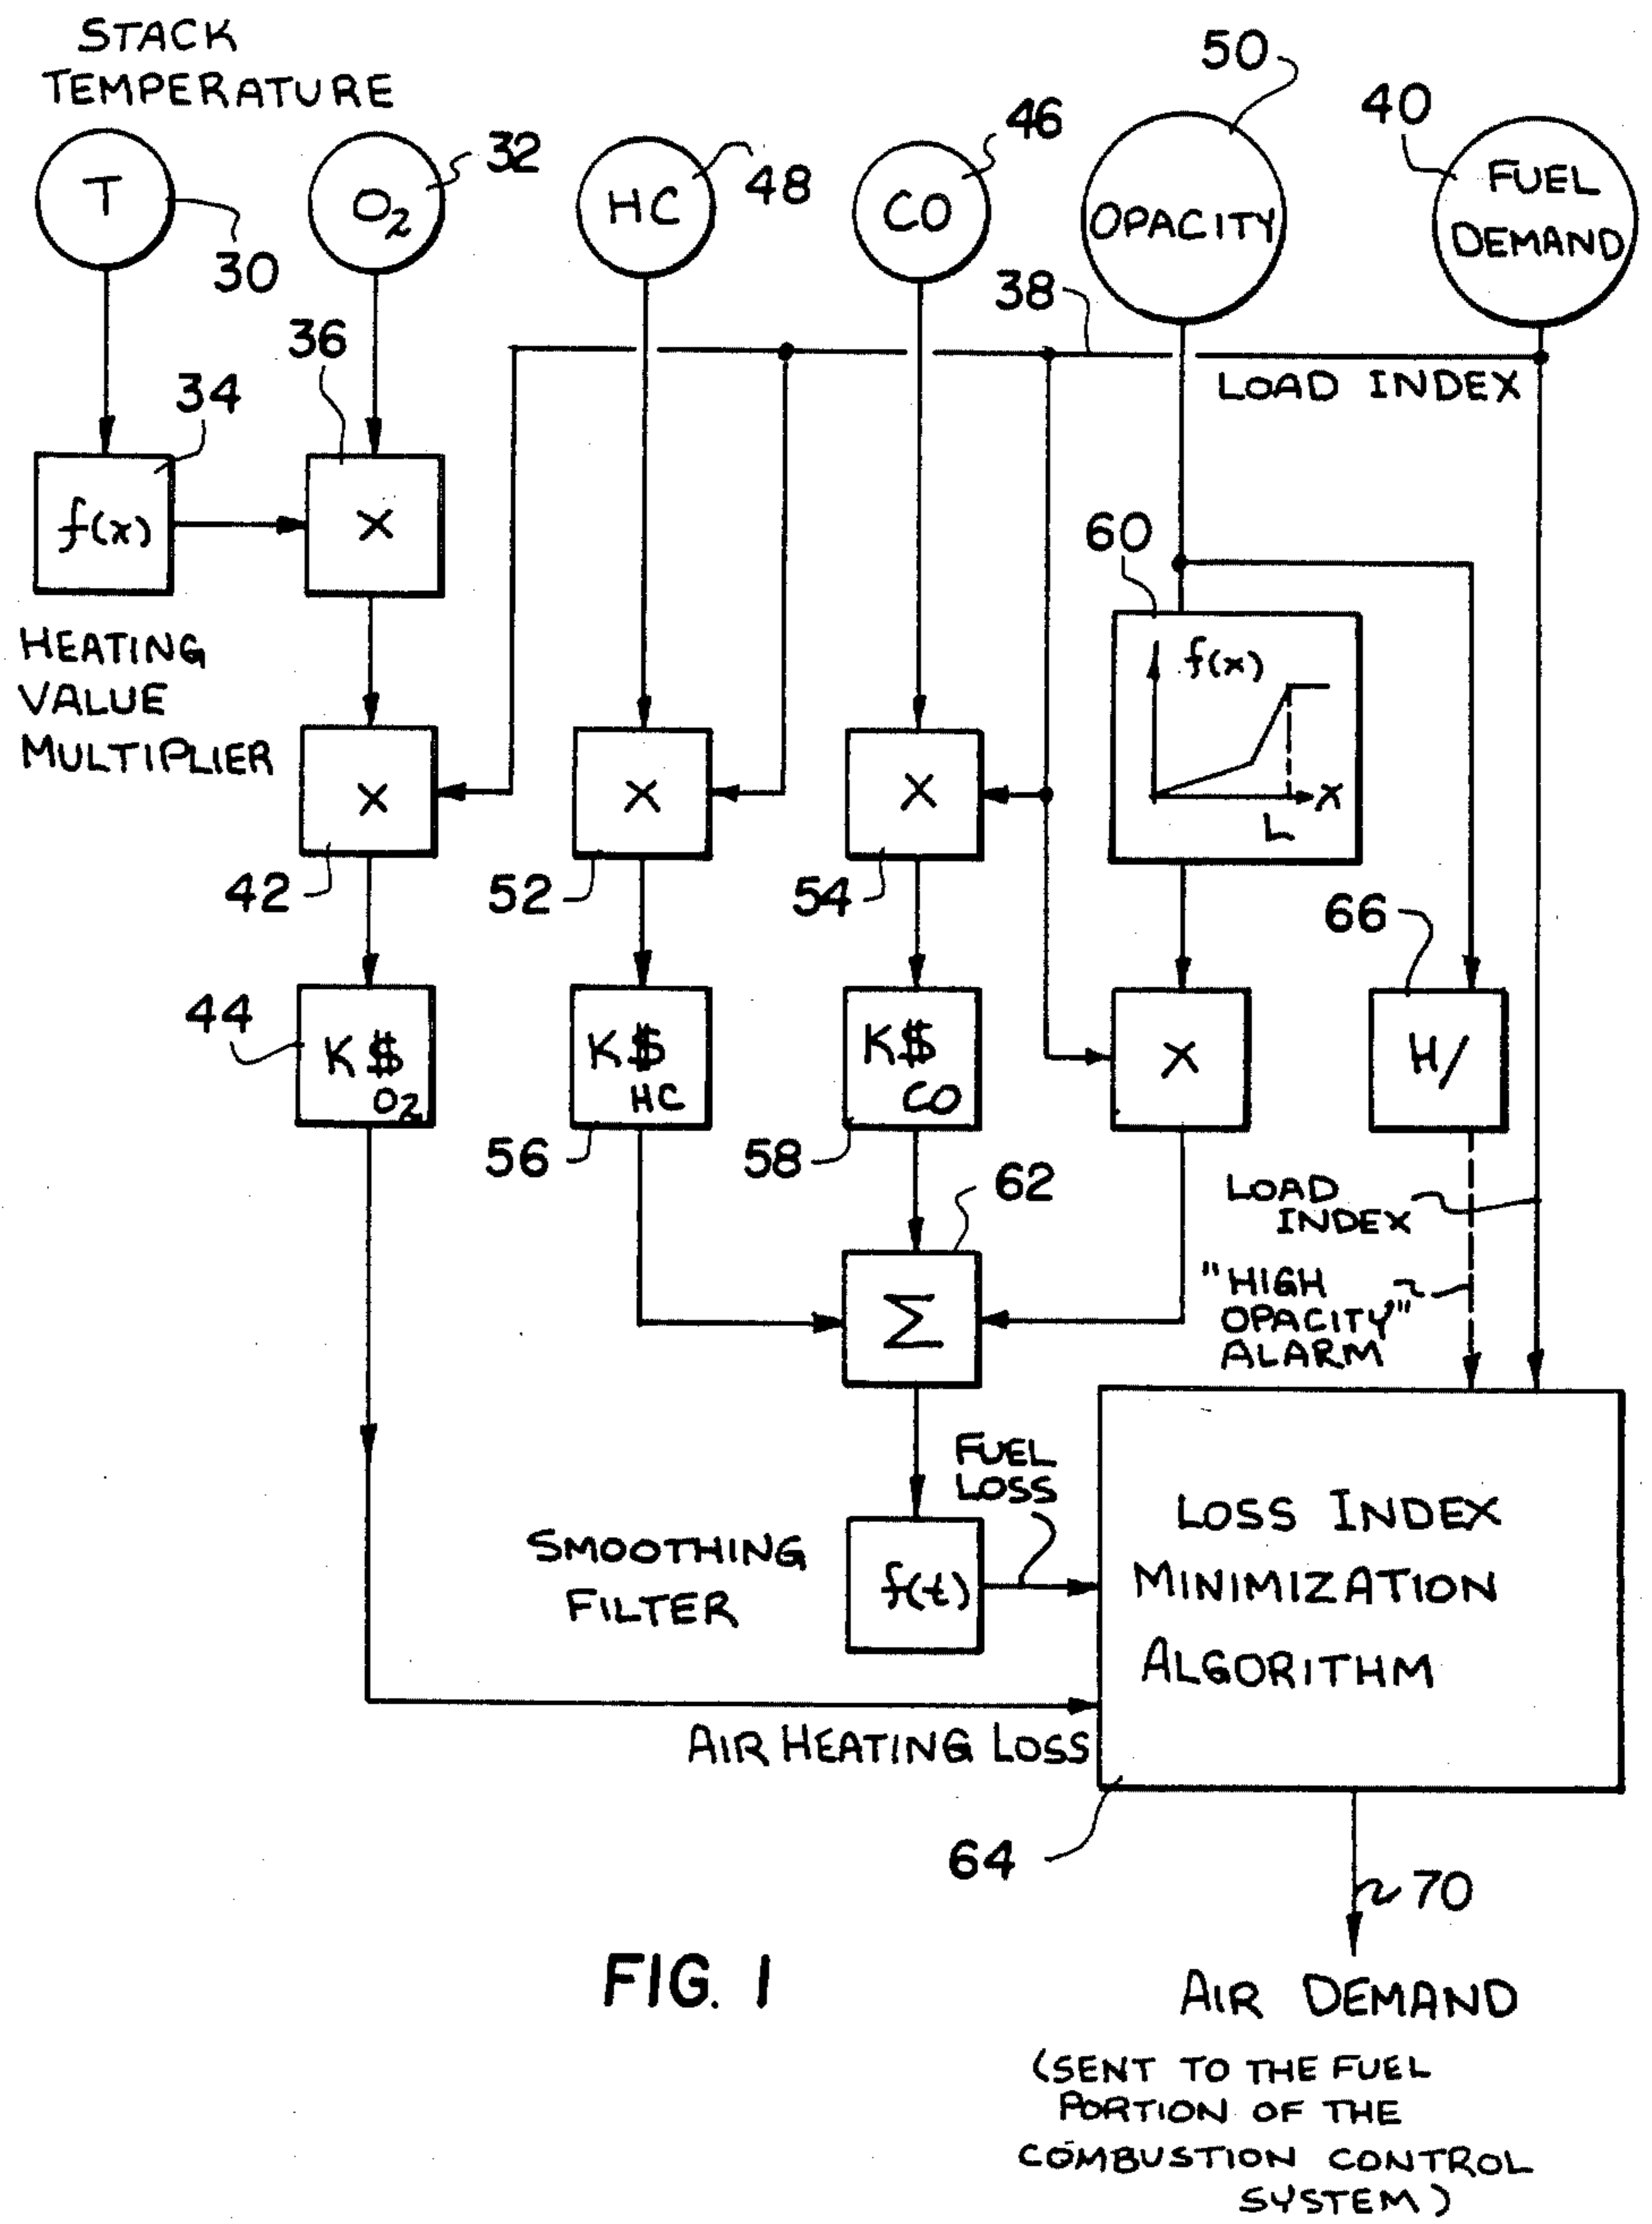 STACK
TEMPERATURE
50
40
T
30
O₂
32
HC
48
CO
46
OPACITY
FUEL
DEMAND
38
LOAD INDEX
36
34
f(x)
X
60
f(x)
X
L
HEATING
VALUE
MULTIPLIER
X
X
X
42
52
54
66
44
K$
O₂
K$
HC
K$
CO
X
H/
56
58
62
LOAD
INDEX
"HIGH
OPACITY"
ALARM
Σ
FUEL
LOSS
SMOOTHING
FILTER
f(t)
LOSS INDEX
MINIMIZATION
ALGORITHM
AIR HEATING LOSS
64
70
FIG. 1
AIR DEMAND
(SENT TO THE FUEL
PORTION OF THE
COMBUSTION CONTROL
SYSTEM)